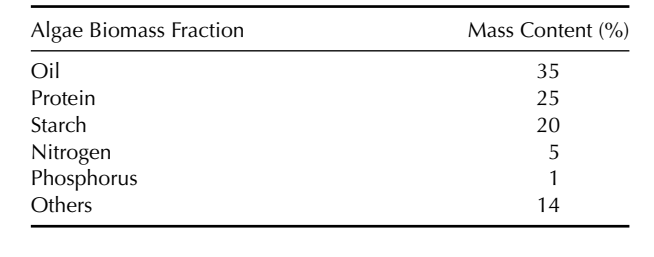 Algae Biomass Fraction Mass Content (%)
Oil 35
Protein 25
Starch 20
Nitrogen 5
Phosphorus 1
Others 14